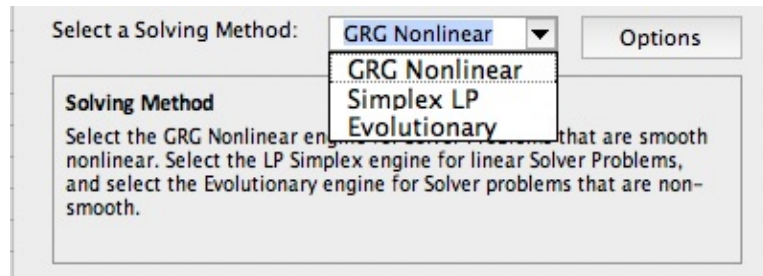 Select a Solving Method: GRG Nonlinear Options
GRG Nonlinear
Simplex LP
Evolutionary
Solving Method
Select the GRG Nonlinear that are smooth
nonlinear. Select the LP Simplex engine for linear Solver Problems,
and select the Evolutionary engine for Solver problems that are non-
smooth.